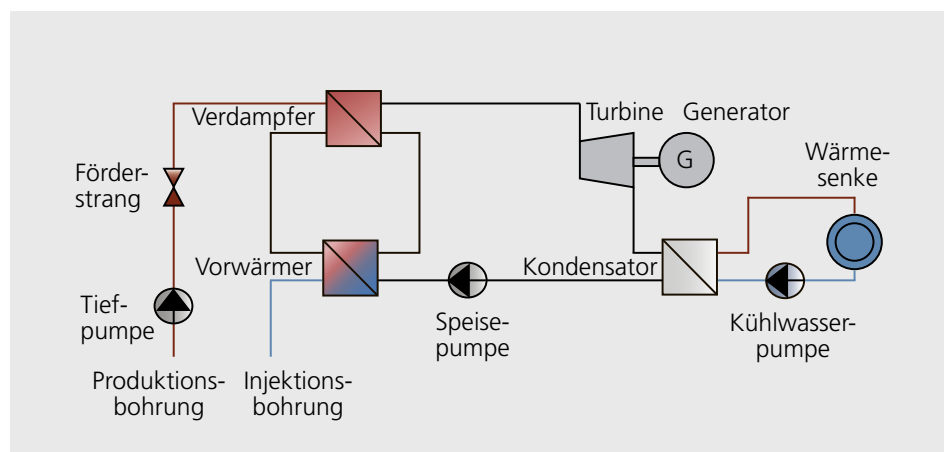 Verdampfer
Turbine
Generator
G
Wärme-
senke
Förder-
strang
Vorwärmer
Kondensator
Tief-
pumpe
Speise-
pumpe
Kühlwasser-
pumpe
Produktions-
bohrung
Injektions-
bohrung